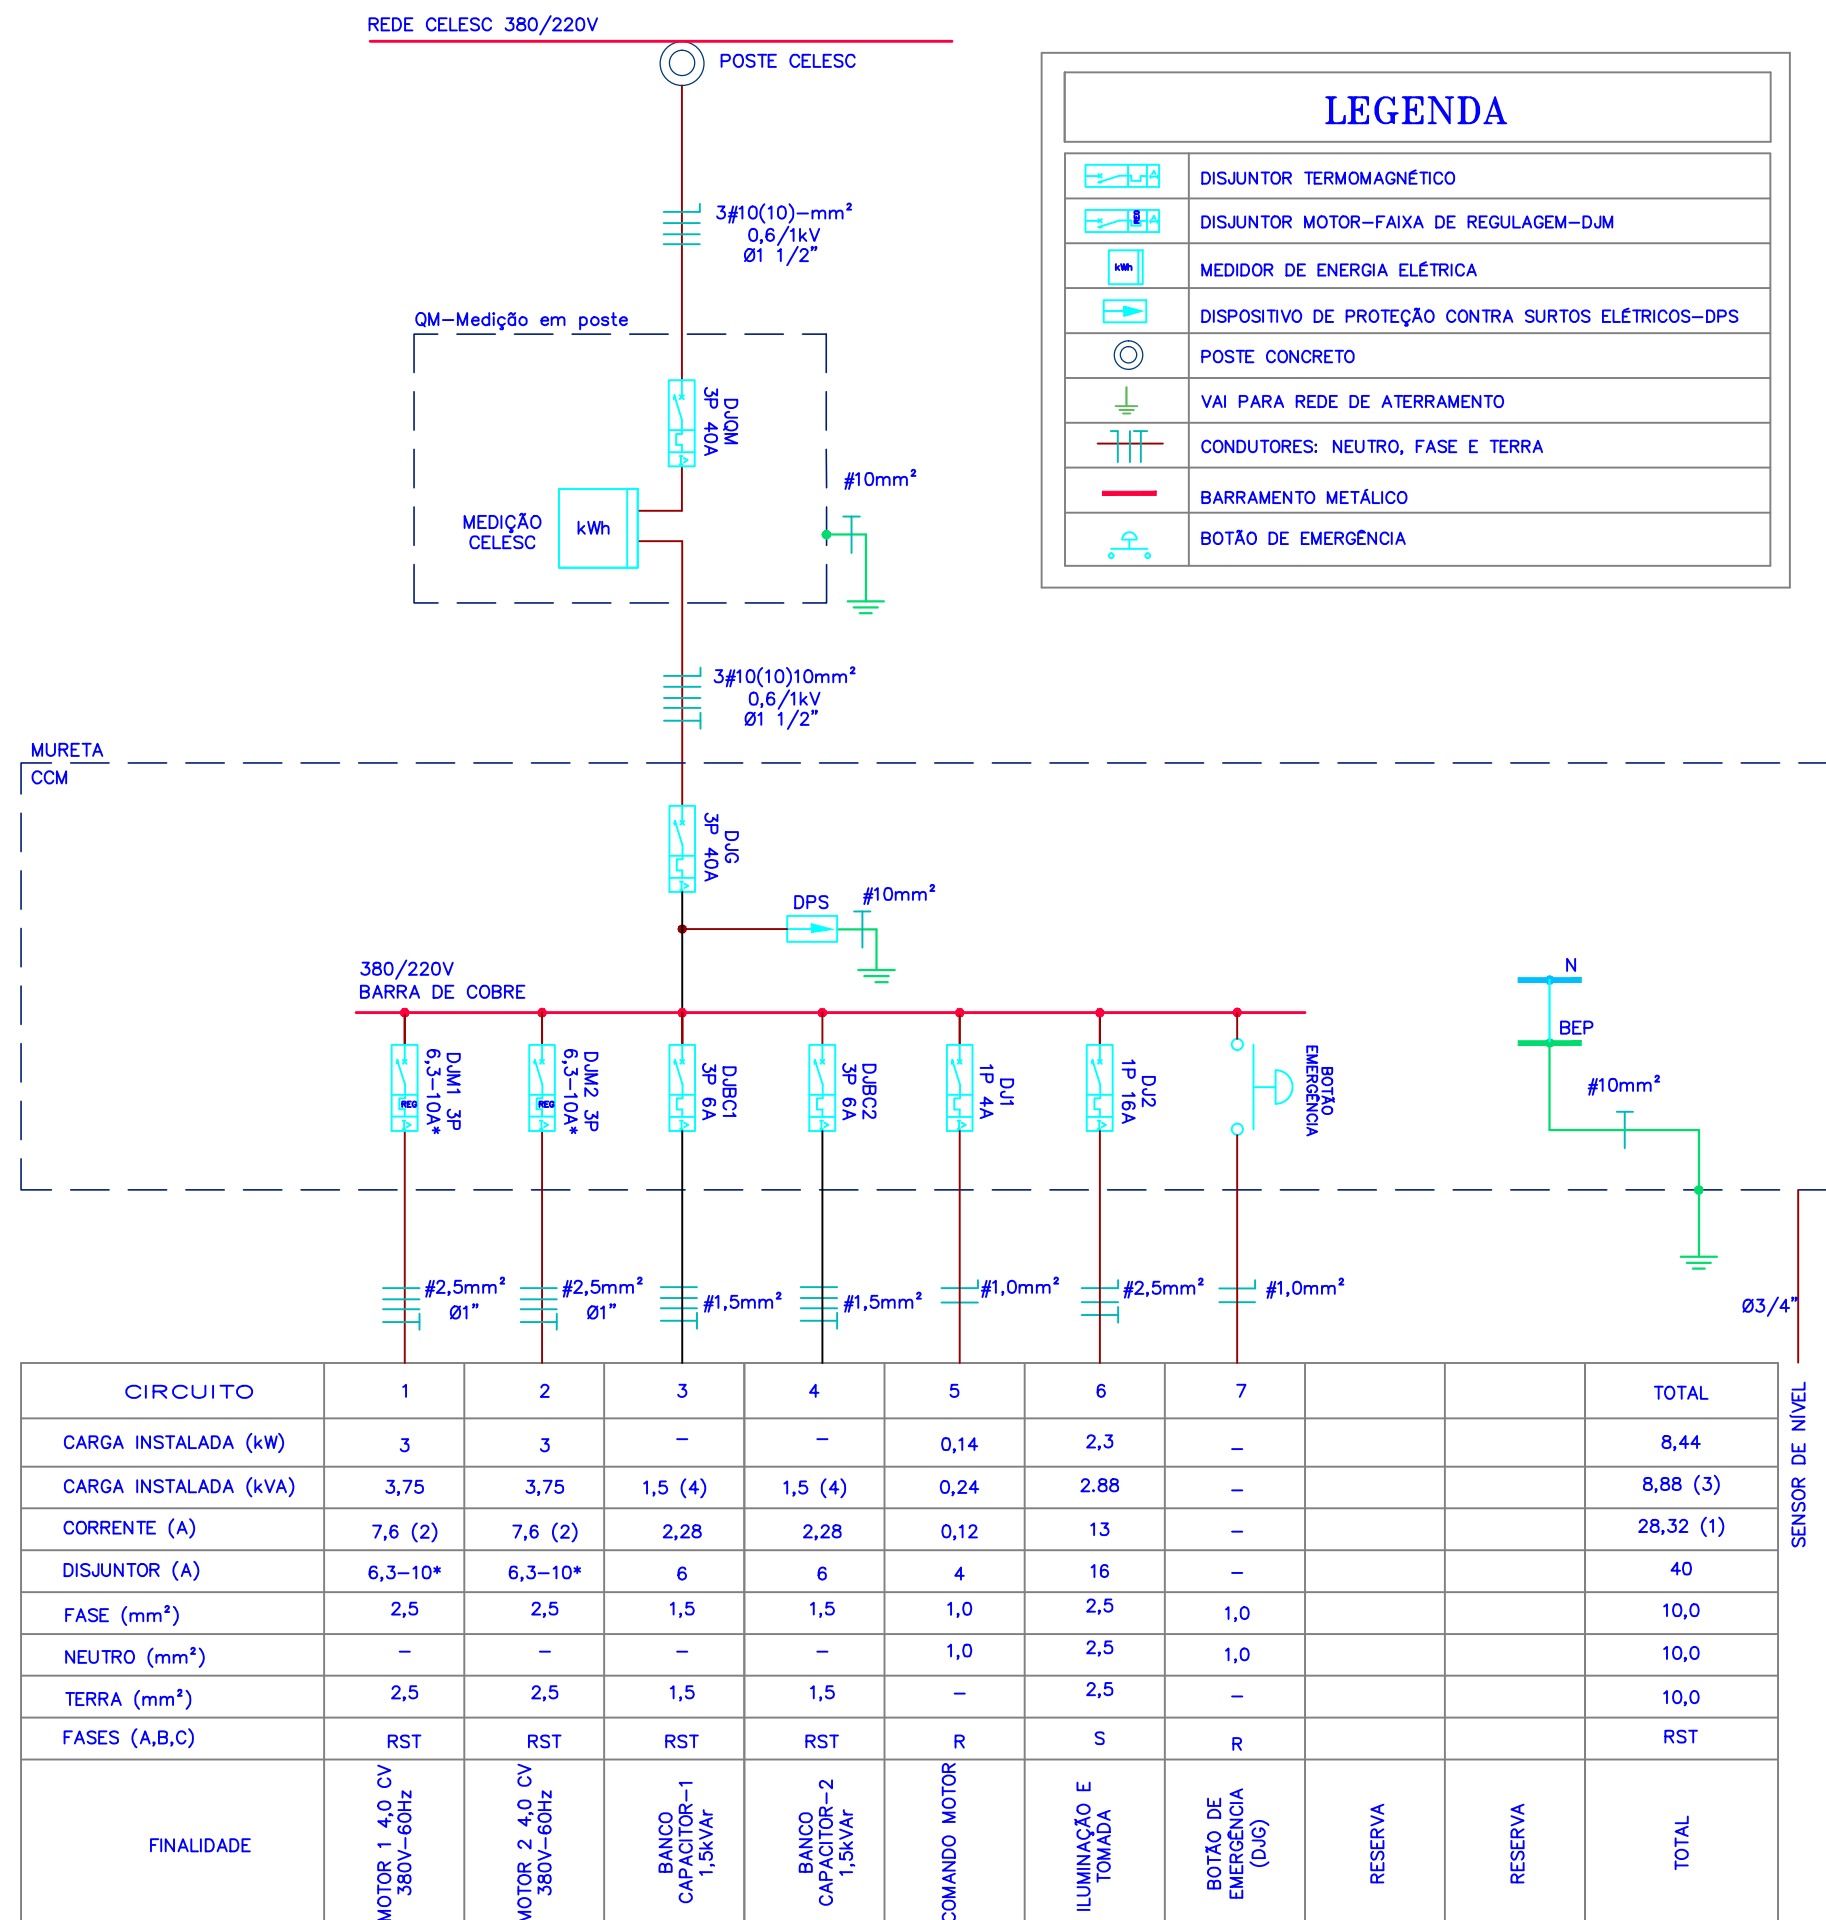 REDE CELESC 380/220V
POSTE CELESC
3#10(10)-mm²
0,6/1kV
Ø1 1/2"
QM-Medição em poste
DJQM
3P 40A
MEDIÇÃO
CELESC
kWh
#10mm²
LEGENDA
DISJUNTOR TERMOMAGNÉTICO
REG
DISJUNTOR MOTOR-FAIXA DE REGULAGEM-DJM
kWh
MEDIDOR DE ENERGIA ELÉTRICA
DISPOSITIVO DE PROTEÇÃO CONTRA SURTOS ELÉTRICOS-DPS
POSTE CONCRETO
VAI PARA REDE DE ATERRAMENTO
CONDUTORES: NEUTRO, FASE E TERRA
BARRAMENTO METÁLICO
BOTÃO DE EMERGÊNCIA
3#10(10)10mm²
0,6/1kV
Ø1 1/2"
MURETA
CCM
DJG
3P 40A
DPS
#10mm²
380/220V
BARRA DE COBRE
N
BEP
#10mm²
REG
DJM1 3P
6,3-10A*
REG
DJM2 3P
6,3-10A*
DJBC1
3P 6A
DJBC2
3P 6A
DJ1
1P 4A
DJ2
1P 16A
BOTÃO
EMERGÊNCIA
#2,5mm²
Ø1"
#2,5mm²
Ø1"
#1,5mm²
#1,5mm²
#1,0mm²
#2,5mm²
#1,0mm²
Ø3/4"
SENSOR DE NÍVEL
CIRCUITO 1 2 3 4 5 6 7 TOTAL
CARGA INSTALADA (kW) 3 3 - - 0,14 2,3 - 8,44
CARGA INSTALADA (kVA) 3,75 3,75 1,5 (4) 1,5 (4) 0,24 2.88 - 8,88 (3)
CORRENTE (A) 7,6 (2) 7,6 (2) 2,28 2,28 0,12 13 - 28,32 (1)
DISJUNTOR (A) 6,3-10* 6,3-10* 6 6 4 16 - 40
FASE (mm²) 2,5 2,5 1,5 1,5 1,0 2,5 1,0 10,0
NEUTRO (mm²) - - - - 1,0 2,5 1,0 10,0
TERRA (mm²) 2,5 2,5 1,5 1,5 - 2,5 - 10,0
FASES (A,B,C) RST RST RST RST R S R RST
FINALIDADE
MOTOR 1 4,0 CV
380V-60Hz
MOTOR 2 4,0 CV
380V-60Hz
BANCO
CAPACITOR-1
1,5kVAr
BANCO
CAPACITOR-2
1,5kVAr
COMANDO MOTOR
ILUMINAÇÃO E
TOMADA
BOTÃO DE
EMERGÊNCIA
(DJG)
RESERVA
RESERVA
TOTAL